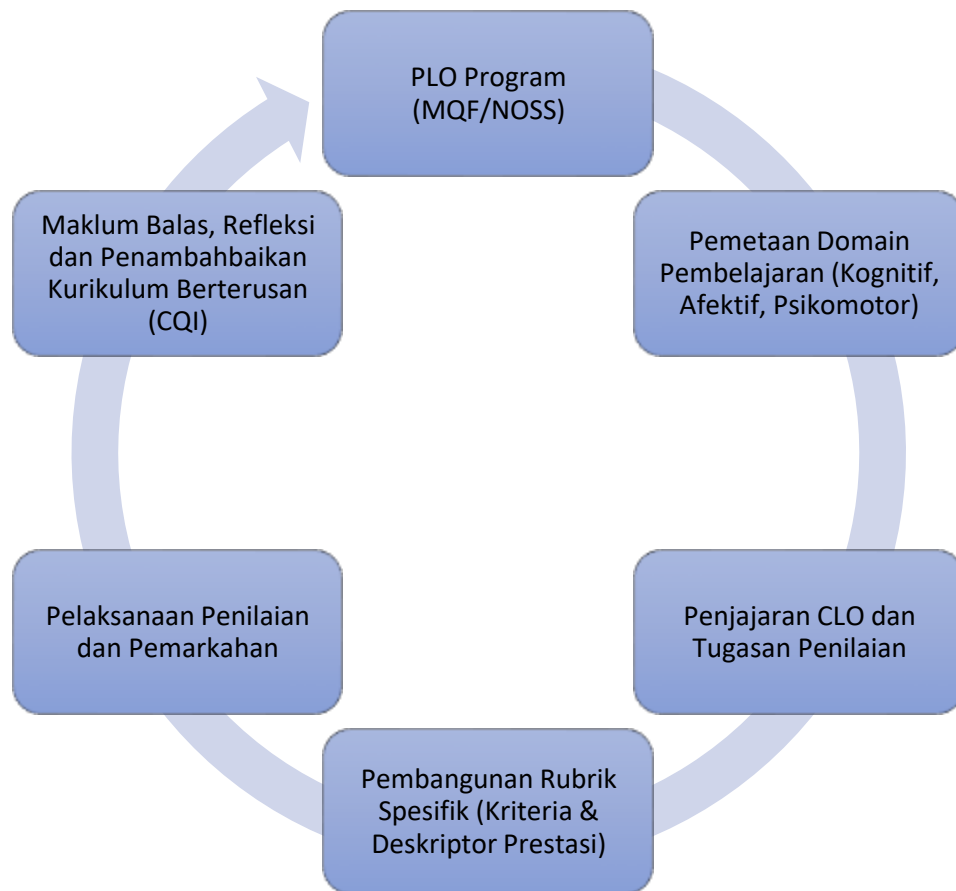 PLO Program
(MQF/NOSS)
Pemetaan Domain
Pembelajaran (Kognitif,
Afektif, Psikomotor)
Penjajaran CLO dan
Tugasan Penilaian
Pembangunan Rubrik
Spesifik (Kriteria &
Deskriptor Prestasi)
Pelaksanaan Penilaian
dan Pemarkahan
Maklum Balas, Refleksi
dan Penambahbaikan
Kurikulum Berterusan
(CQI)